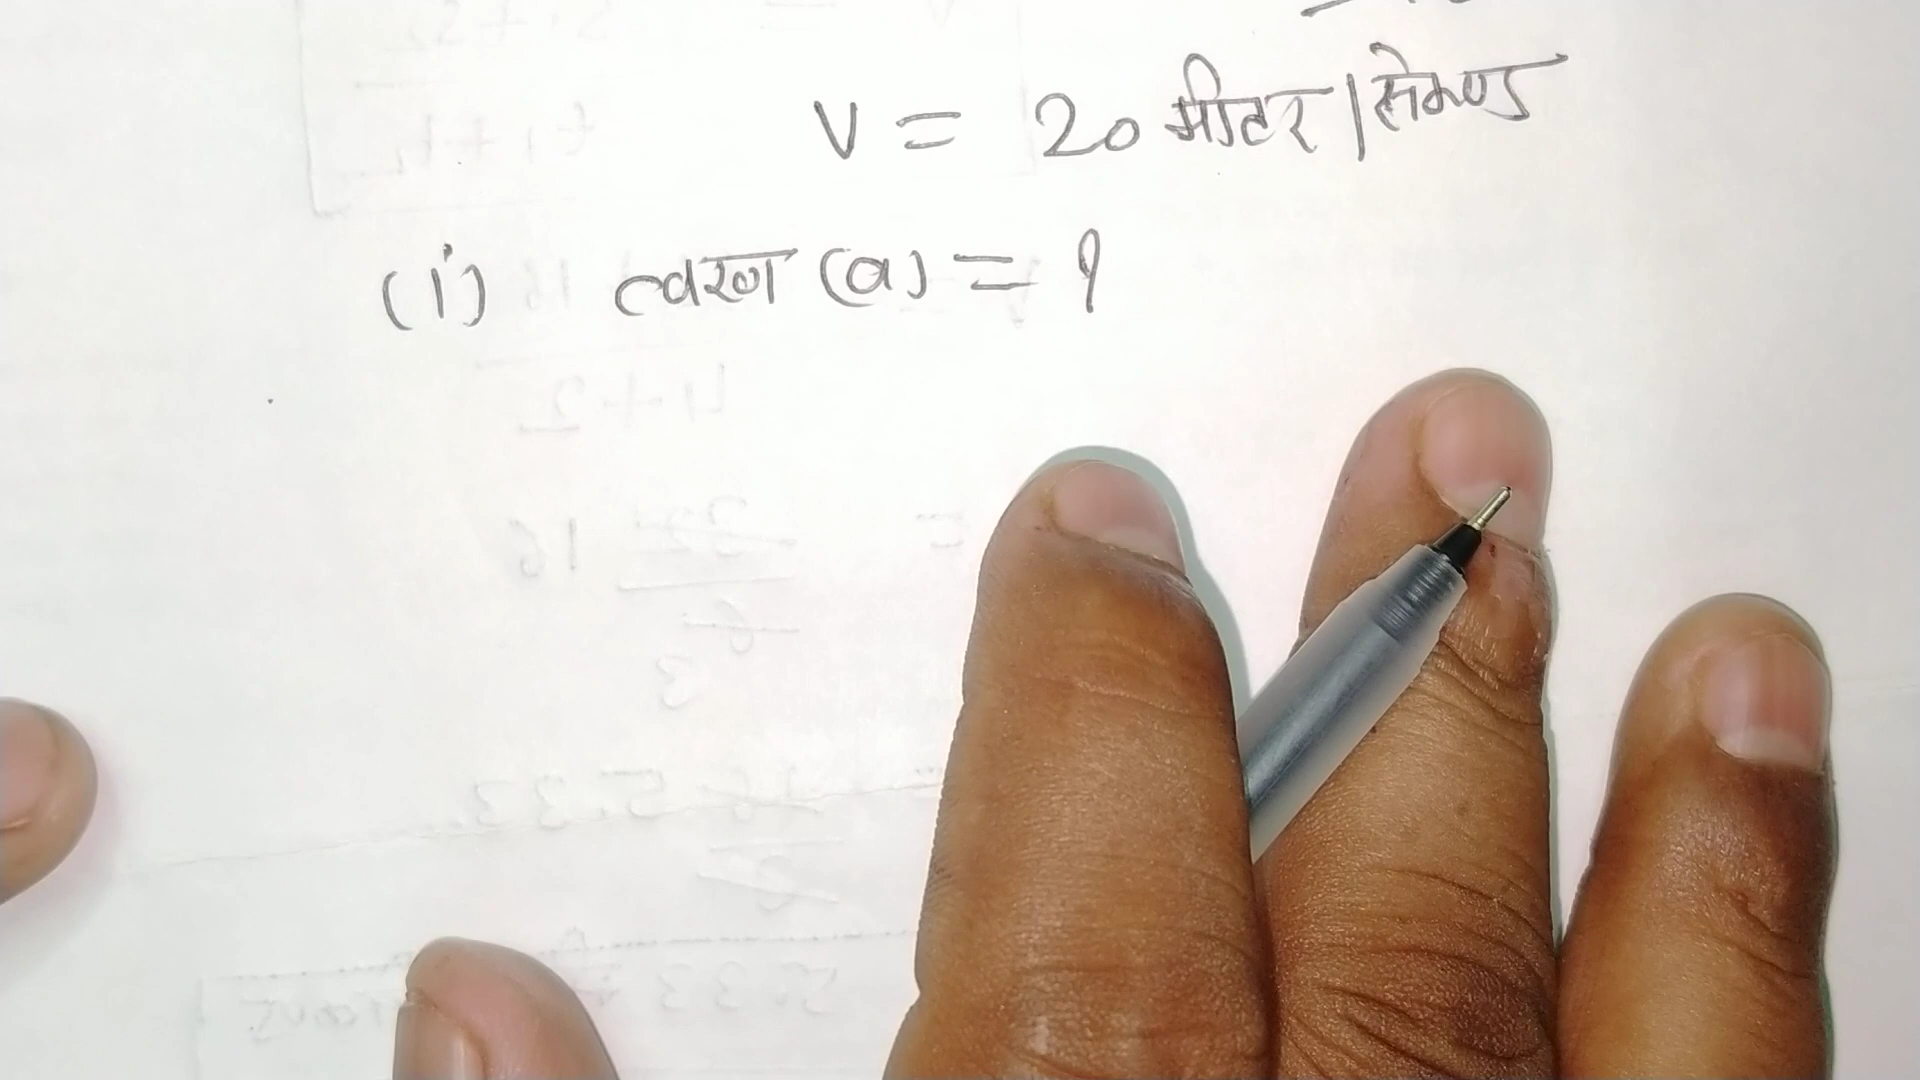 V = 20 मीटर/सेकण्ड
(i) त्वरण (a) = ?